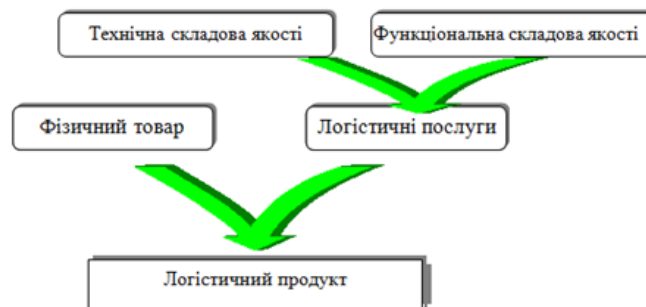 Технічна складова якості
Функціональна складова якості
Фізичний товар
Логістичні послуги
Логістичний продукт